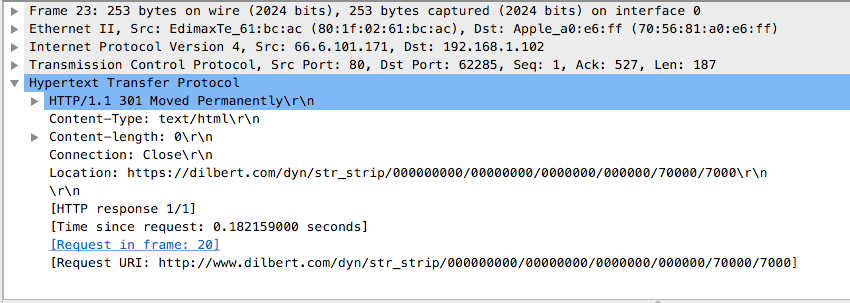 Frame 23: 253 bytes on wire (2024 bits), 253 bytes captured (2024 bits) on interface 0
Ethernet II, Src: EdimaxTe_61:bc:ac (80:1f:02:61:bc:ac), Dst: Apple_a0:e6:ff (70:56:81:a0:e6:ff)
Internet Protocol Version 4, Src: 66.6.101.171, Dst: 192.168.1.102
Transmission Control Protocol, Src Port: 80, Dst Port: 62285, Seq: 1, Ack: 527, Len: 187
Hypertext Transfer Protocol
HTTP/1.1 301 Moved Permanently\r\n
Content-Type: text/html\r\n
Content-length: 0\r\n
Connection: Close\r\n
Location: https://dilbert.com/dyn/str_strip/000000000/00000000/0000000/000000/70000/7000\r\n
\r\n
[HTTP response 1/1]
[Time since request: 0.182159000 seconds]
[Request in frame: 20]
[Request URI: http://www.dilbert.com/dyn/str_strip/000000000/00000000/0000000/000000/70000/7000]